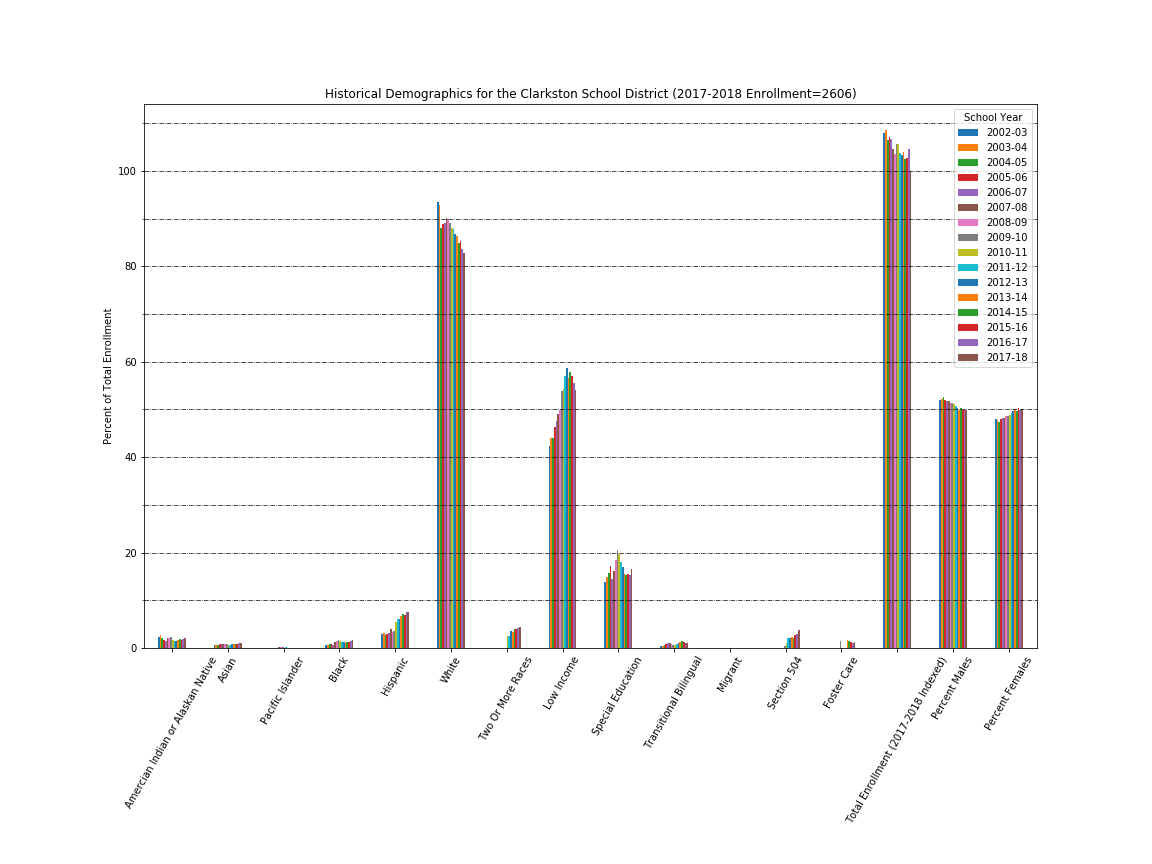 Historical Demographics for the Clarkston School District (2017-2018 Enrollment=2606)
Percent of Total Enrollment
100
80
60
40
20
0
School Year
2002-03
2003-04
2004-05
2005-06
2006-07
2007-08
2008-09
2009-10
2010-11
2011-12
2012-13
2013-14
2014-15
2015-16
2016-17
2017-18
Amercian Indian or Alaskan Native
Asian
Pacific Islander
Black
Hispanic
White
Two Or More Races
Low Income
Special Education
Transitional Bilingual
Migrant
Section 504
Foster Care
Total Enrollment (2017-2018 Indexed)
Percent Males
Percent Females